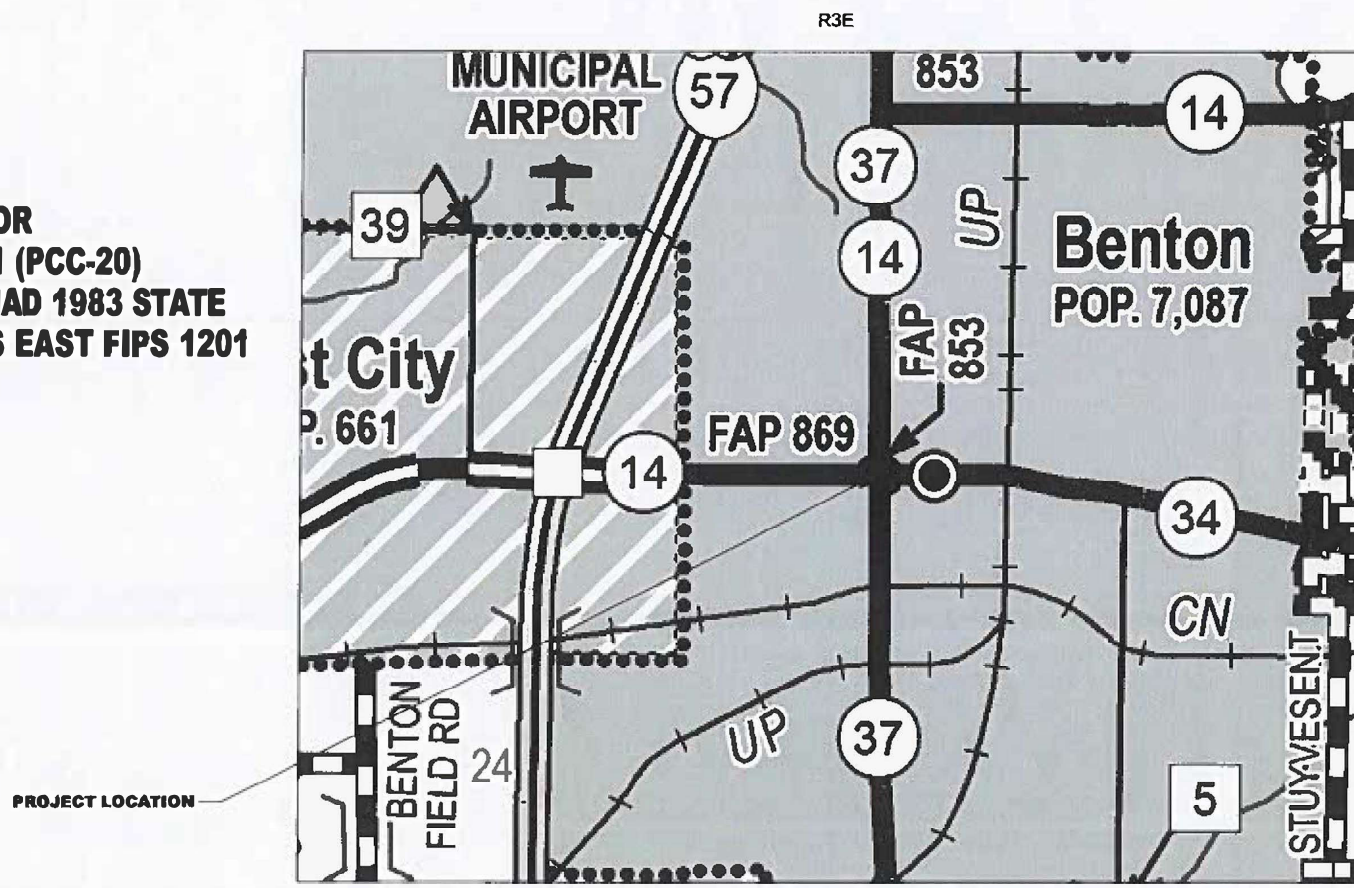 R3E
OR
(PCC-20)
AD 1983 STATE
EAST FIPS 1201
MUNICIPAL
AIRPORT
57
853
14
37
39
14
UP
Benton
POP. 7,087
FAP
853
City
661
FAP 869
14
34
CN
UP
37
BENTON
FIELD RD
24
5
STUYVESENT
PROJECT LOCATION